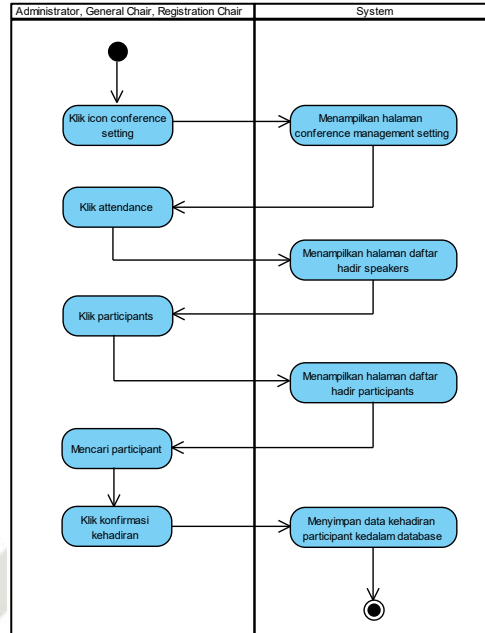 Administrator, General Chair, Registration Chair
System
Klik icon conference
setting
Menampilkan halaman
conference management setting
Klik attendance
Menampilkan halaman daftar
hadir speakers
Klik participants
Menampilkan halaman daftar
hadir participants
Mencari participant
Klik konfirmasi
kehadiran
Menyimpan data kehadiran
participant kedalam database